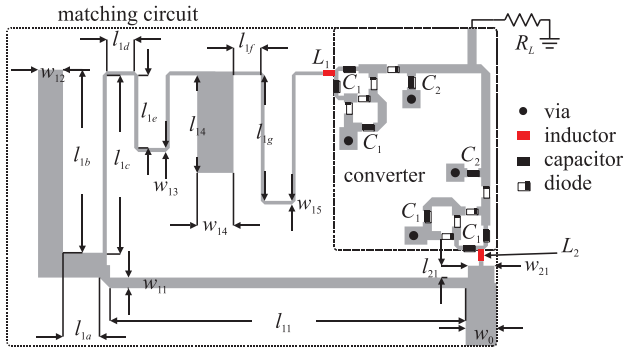 matching circuit
l1d
l1f
L1
RL
w12
C1
C2
l1e
l14
l1g
C1
via
inductor
capacitor
diode
l1b
l1c
w13
converter
C2
w14
w15
C1
C1
L2
l21
w21
w11
l1a
l11
w0